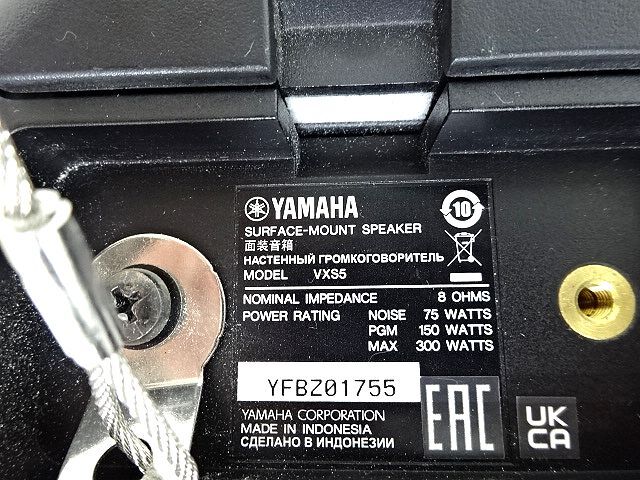 YAMAHA
10
SURFACE-MOUNT SPEAKER
面装音箱
НАСТЕННЫЙ ГРОМКОГОВОРИТЕЛЬ
MODEL VXS5
NOMINAL IMPEDANCE 8 OHMS
POWER RATING NOISE 75 WATTS
PGM 150 WATTS
MAX 300 WATTS
YFBZ01755
YAMAHA CORPORATION
MADE IN INDONESIA
СДЕЛАНО В ИНДОНЕЗИИ
EAC
UK
CA